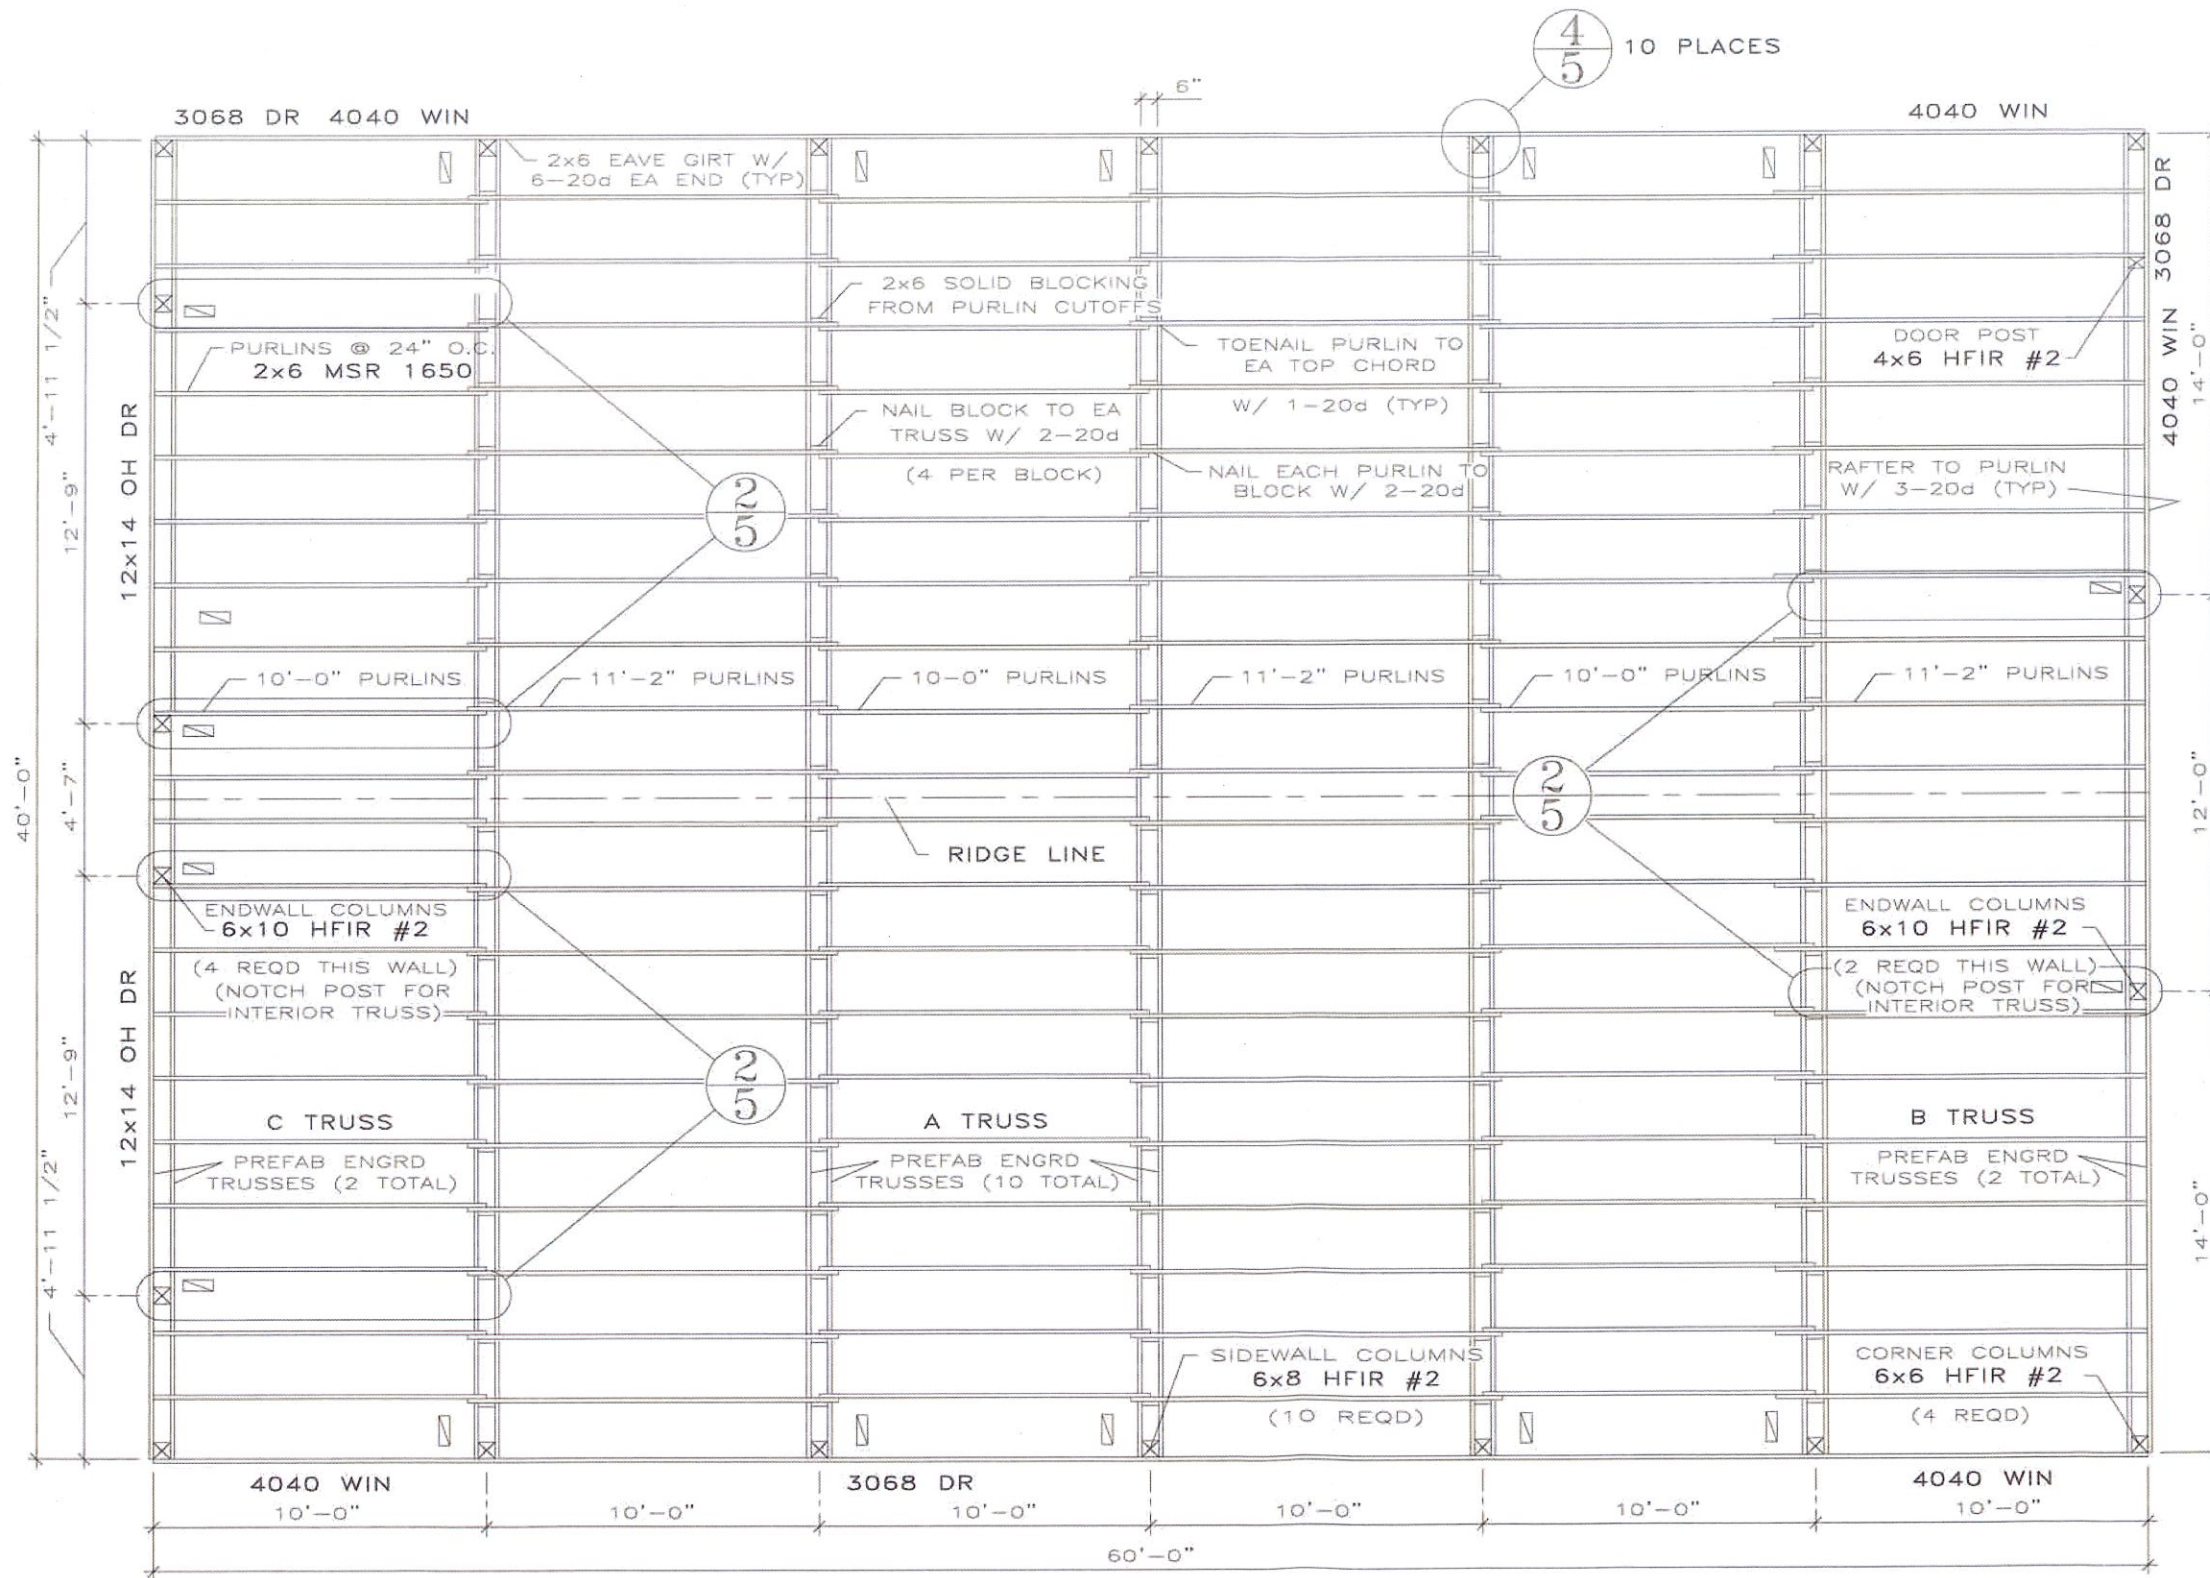 4
5
10 PLACES
6"
3068 DR 4040 WIN
4040 WIN
2x6 EAVE GIRT W/
6-20d EA END (TYP)
3068 DR
4040 WIN
2x6 SOLID BLOCKING
FROM PURLIN CUTOFFS
4'-11 1/2"
PURLINS @ 24" O.C.
2x6 MSR 1650
TOENAIL PURLIN TO
EA TOP CHORD
W/ 1-20d (TYP)
DOOR POST
4x6 HFIR #2
14'-0"
NAIL BLOCK TO EA
TRUSS W/ 2-20d
(4 PER BLOCK)
NAIL EACH PURLIN TO
BLOCK W/ 2-20d
RAFTER TO PURLIN
W/ 3-20d (TYP)
12'-9"
12x14 OH DR
2
5
10'-0" PURLINS
11'-2" PURLINS
10-0" PURLINS
11'-2" PURLINS
10'-0" PURLINS
11'-2" PURLINS
40'-0"
4'-7"
2
5
12'-0"
RIDGE LINE
ENDWALL COLUMNS
6x10 HFIR #2
(4 REQD THIS WALL)
(NOTCH POST FOR
INTERIOR TRUSS)
ENDWALL COLUMNS
6x10 HFIR #2
(2 REQD THIS WALL)
(NOTCH POST FOR
INTERIOR TRUSS)
12'-9"
12x14 OH DR
2
5
C TRUSS
PREFAB ENGRD
TRUSSES (2 TOTAL)
A TRUSS
PREFAB ENGRD
TRUSSES (10 TOTAL)
B TRUSS
PREFAB ENGRD
TRUSSES (2 TOTAL)
4'-11 1/2"
14'-0"
SIDEWALL COLUMNS
6x8 HFIR #2
(10 REQD)
CORNER COLUMNS
6x6 HFIR #2
(4 REQD)
4040 WIN
3068 DR
4040 WIN
10'-0"
10'-0"
10'-0"
10'-0"
10'-0"
10'-0"
60'-0"